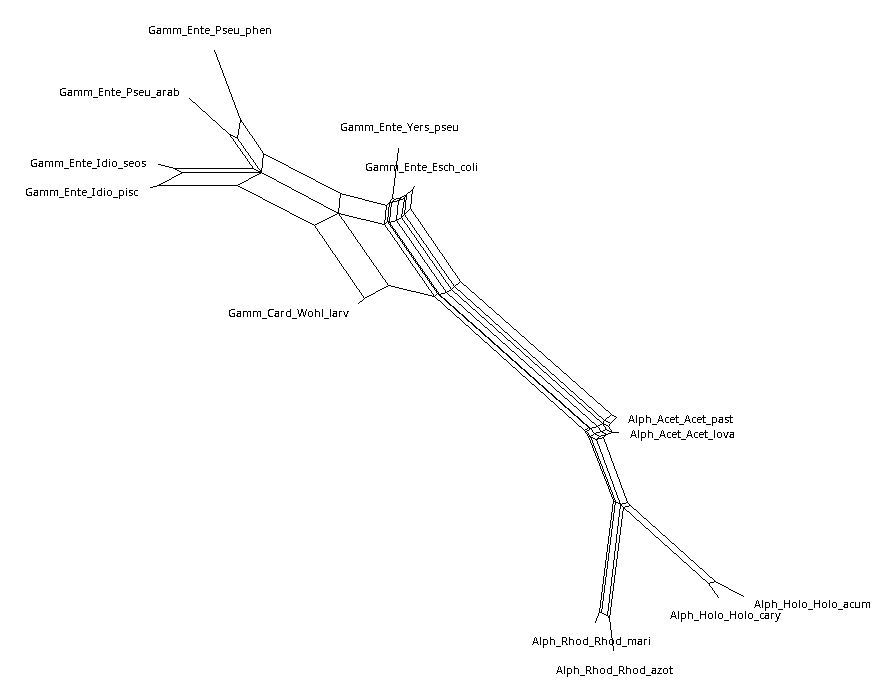 Gamm_Ente_Pseu_phen
Gamm_Ente_Pseu_arab
Gamm_Ente_Yers_pseu
Gamm_Ente_Idio_seos
Gamm_Ente_Esch_coli
Gamm_Ente_Idio_pisc
Gamm_Card_Wohl_larv
Alph_Acet_Acet_past
Alph_Acet_Acet_lova
Alph_Holo_Holo_acum
Alph_Holo_Holo_cary
Alph_Rhod_Rhod_mari
Alph_Rhod_Rhod_azot